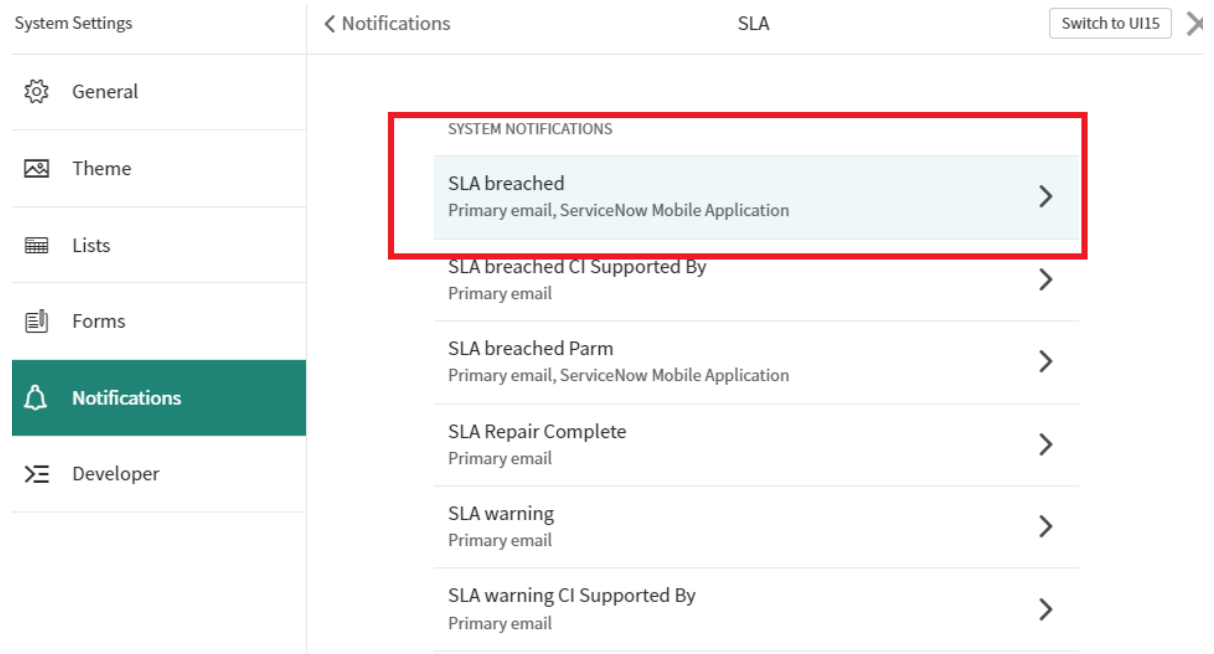 System Settings
Notifications
SLA
Switch to UI15
General
Theme
Lists
Forms
Notifications
Developer
SYSTEM NOTIFICATIONS
SLA breached
Primary email, ServiceNow Mobile Application
SLA breached CI Supported By
Primary email
SLA breached Parm
Primary email, ServiceNow Mobile Application
SLA Repair Complete
Primary email
SLA warning
Primary email
SLA warning CI Supported By
Primary email